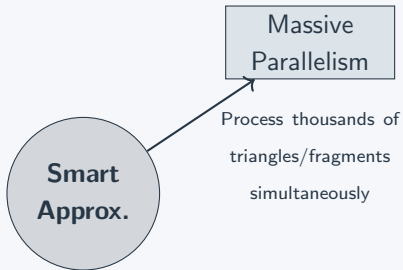 Massive
Parallelism
Process thousands of
triangles/fragments
simultaneously
Smart
Approx.